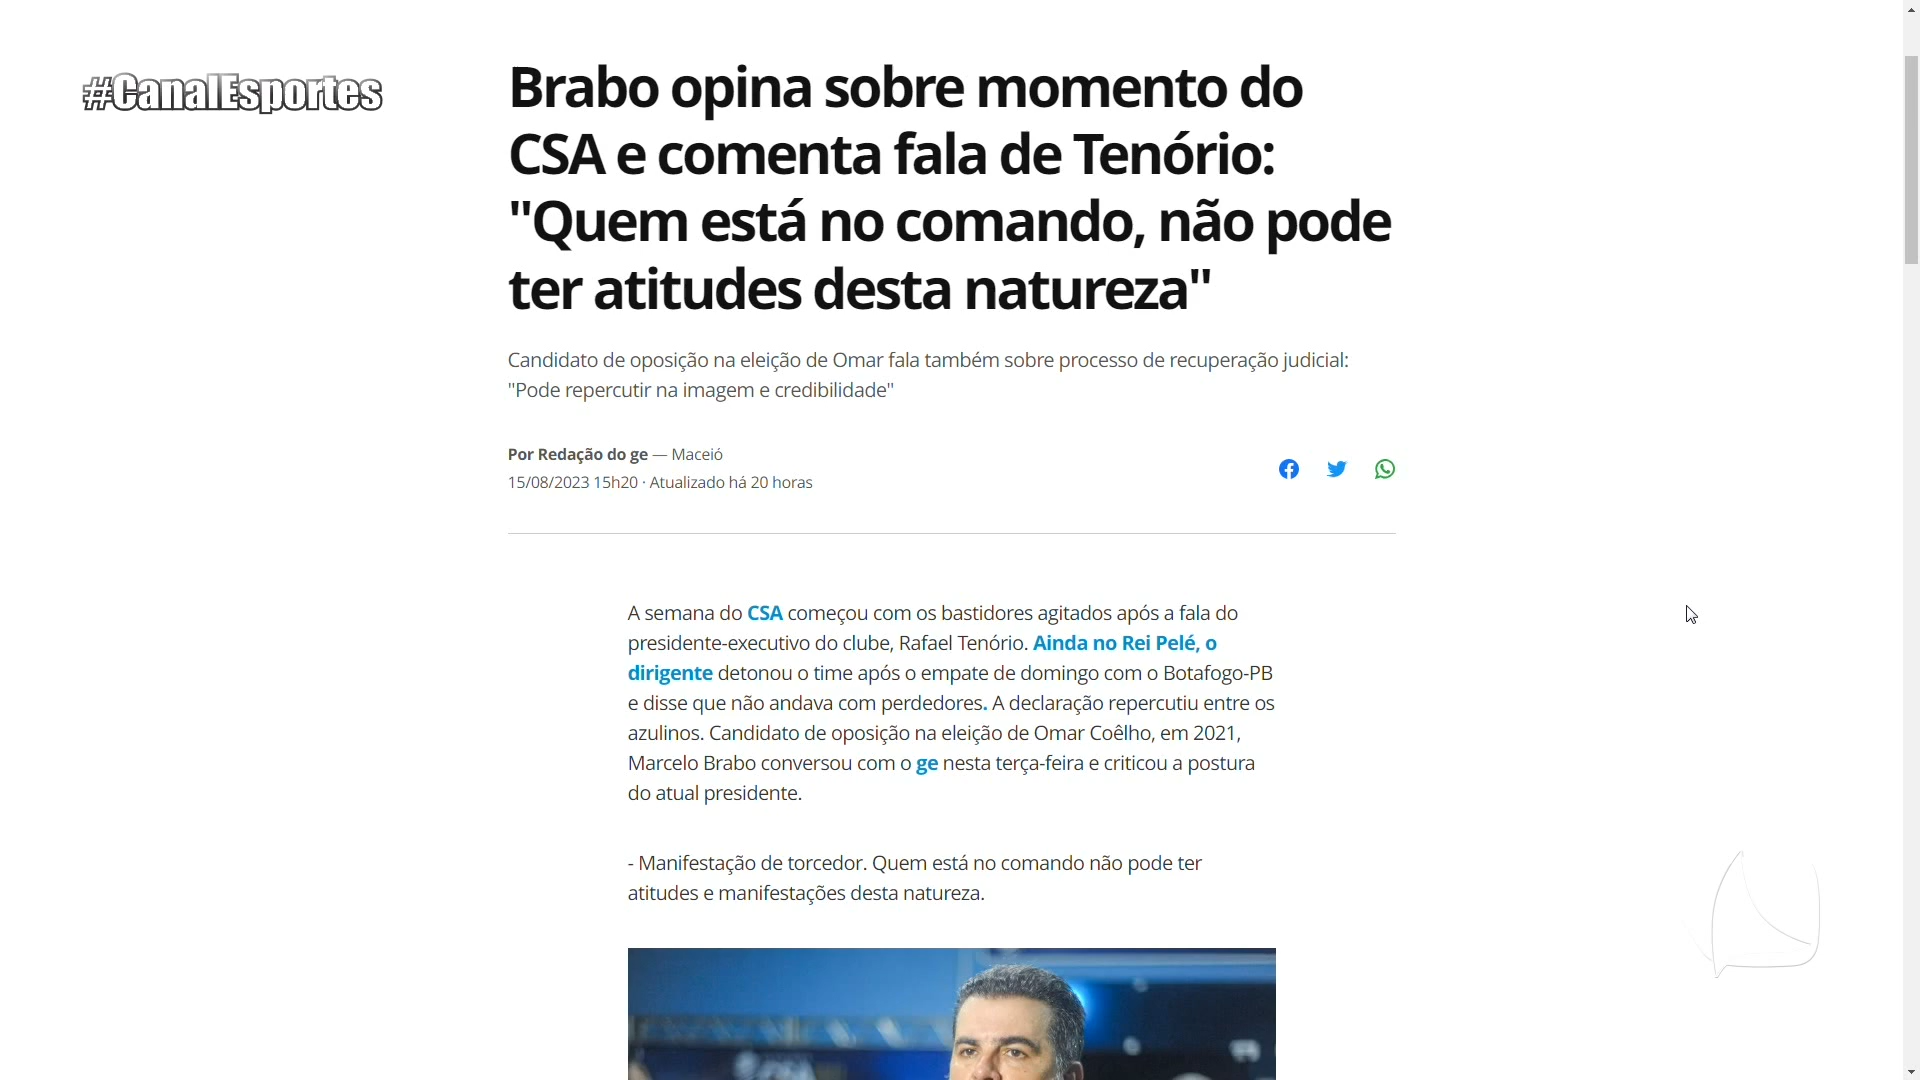 #CanalEsportes
Brabo opina sobre momento do
CSA e comenta fala de Tenório:
"Quem está no comando, não pode
ter atitudes desta natureza"
Candidato de oposição na eleição de Omar fala também sobre processo de recuperação judicial:
"Pode repercutir na imagem e credibilidade"
Por Redação do ge — Maceió
15/08/2023 15h20 · Atualizado há 20 horas
A semana do CSA começou com os bastidores agitados após a fala do
presidente-executivo do clube, Rafael Tenório. Ainda no Rei Pelé, o
dirigente detonou o time após o empate de domingo com o Botafogo-PB
e disse que não andava com perdedores. A declaração repercutiu entre os
azulinos. Candidato de oposição na eleição de Omar Coêlho, em 2021,
Marcelo Brabo conversou com o ge nesta terça-feira e criticou a postura
do atual presidente.
- Manifestação de torcedor. Quem está no comando não pode ter
atitudes e manifestações desta natureza.